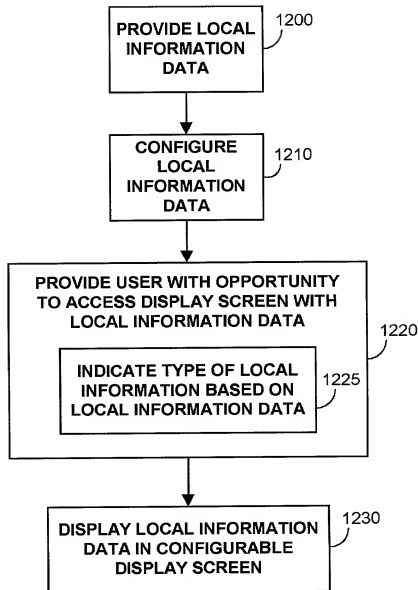 PROVIDE LOCAL
INFORMATION
DATA
1200
CONFIGURE
LOCAL
INFORMATION
DATA
1210
PROVIDE USER WITH OPPORTUNITY
TO ACCESS DISPLAY SCREEN WITH
LOCAL INFORMATION DATA
1220
INDICATE TYPE OF LOCAL
INFORMATION BASED ON
LOCAL INFORMATION DATA
1225
DISPLAY LOCAL INFORMATION
DATA IN CONFIGURABLE
DISPLAY SCREEN
1230